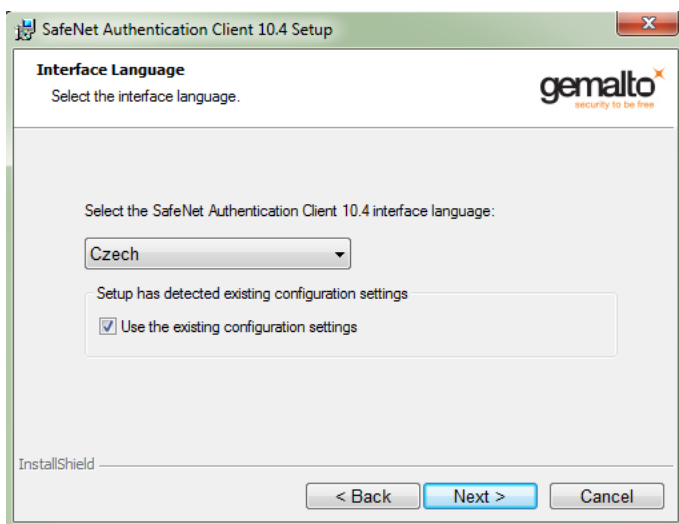 SafeNet Authentication Client 10.4 Setup
Interface Language
Select the interface language.
gemalto
security to be free
Select the SafeNet Authentication Client 10.4 interface language:
Czech
Setup has detected existing configuration settings
Use the existing configuration settings
InstallShield
< Back
Next >
Cancel